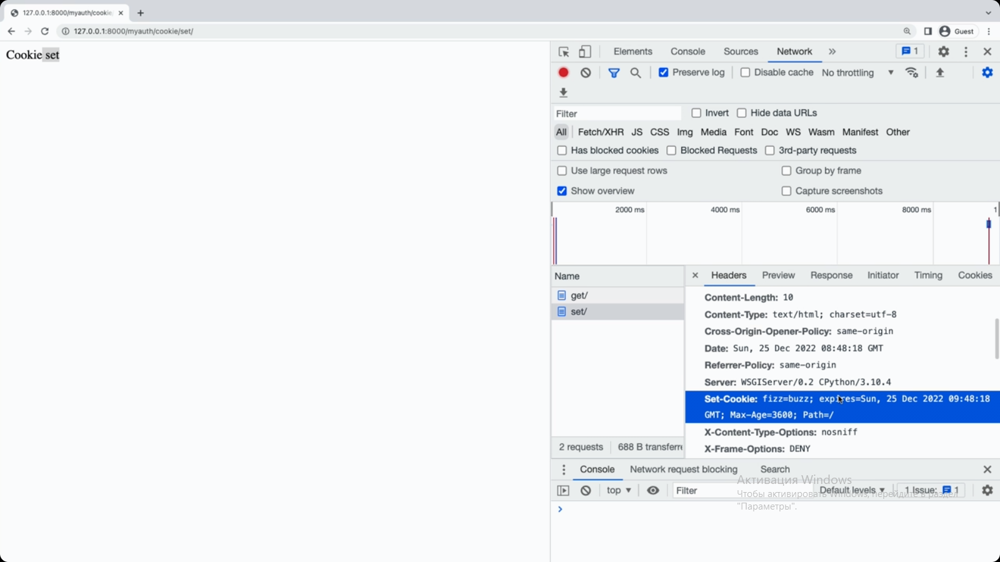 127.0.0.1:8000/myauth/cookie
127.0.0.1:8000/myauth/cookie/set/
Guest
Cookie set
Elements Console Sources Network 1
Preserve log Disable cache No throttling
Filter Invert Hide data URLs
All Fetch/XHR JS CSS Img Media Font Doc WS Wasm Manifest Other
Has blocked cookies Blocked Requests 3rd-party requests
Use large request rows Group by frame
Show overview Capture screenshots
2000 ms 4000 ms 6000 ms 8000 ms 1
Name
get/
set/
2 requests 688 B transferre
Headers Preview Response Initiator Timing Cookies
Content-Length: 10
Content-Type: text/html; charset=utf-8
Cross-Origin-Opener-Policy: same-origin
Date: Sun, 25 Dec 2022 08:48:18 GMT
Referrer-Policy: same-origin
Server: WSGIServer/0.2 CPython/3.10.4
Set-Cookie: fizz=buzz; expires=Sun, 25 Dec 2022 09:48:18
GMT; Max-Age=3600; Path=/
X-Content-Type-Options: nosniff
X-Frame-Options: DENY
Console Network request blocking Search
top Filter Default levels 1 Issue: 1
Активация Windows
Чтобы активировать Windows, перейдите в раздел
"Параметры".